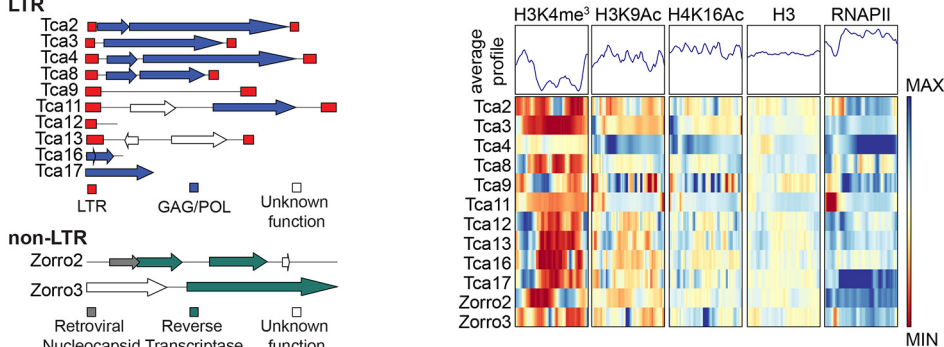 LTR
Tca2
Tca3
Tca4
Tca8
Tca9
Tca11
Tca12
Tca13
Tca16
Tca17
LTR
GAG/POL
Unknown
function
non-LTR
Zorro2
Zorro3
Retroviral
Nucleocapsid
Reverse
Transcriptase
Unknown
function
H3K4me³
H3K9Ac
H4K16Ac
H3
RNAPII
average
profile
Tca2
Tca3
Tca4
Tca8
Tca9
Tca11
Tca12
Tca13
Tca16
Tca17
Zorro2
Zorro3
MAX
MIN